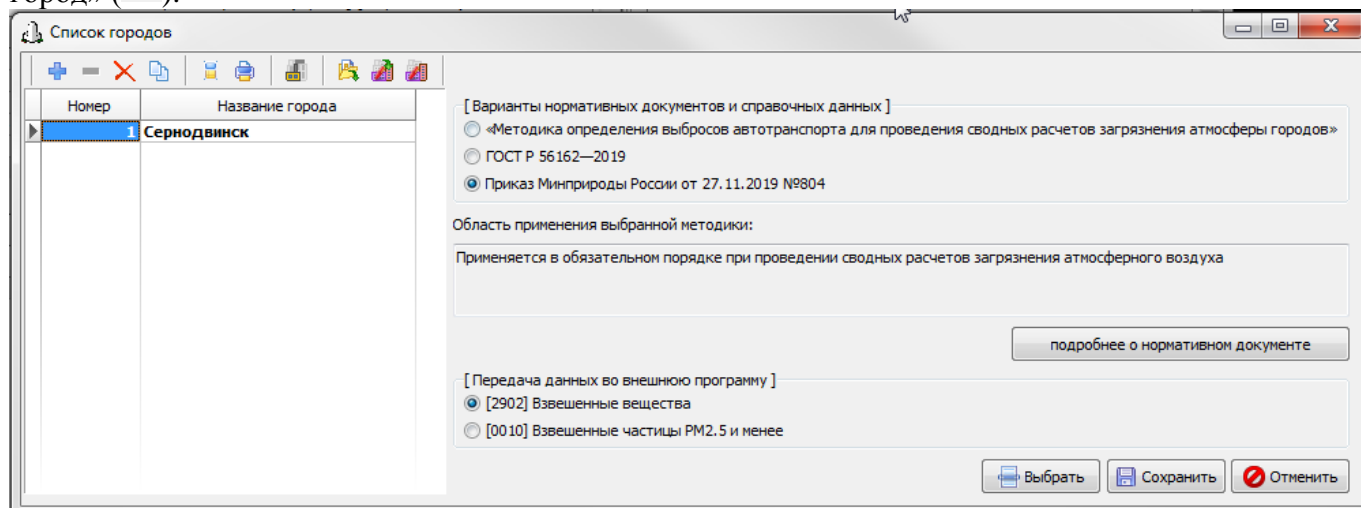 город» ( ).
Список городов
Номер Название города
1 Сернодвинск
[ Варианты нормативных документов и справочных данных ]
«Методика определения выбросов автотранспорта для проведения сводных расчетов загрязнения атмосферы городов»
ГОСТ Р 56162—2019
Приказ Минприроды России от 27.11.2019 №804
Область применения выбранной методики:
Применяется в обязательном порядке при проведении сводных расчетов загрязнения атмосферного воздуха
подробнее о нормативном документе
[ Передача данных во внешнюю программу ]
[2902] Взвешенные вещества
[0010] Взвешенные частицы PM2.5 и менее
Выбрать Сохранить Отменить